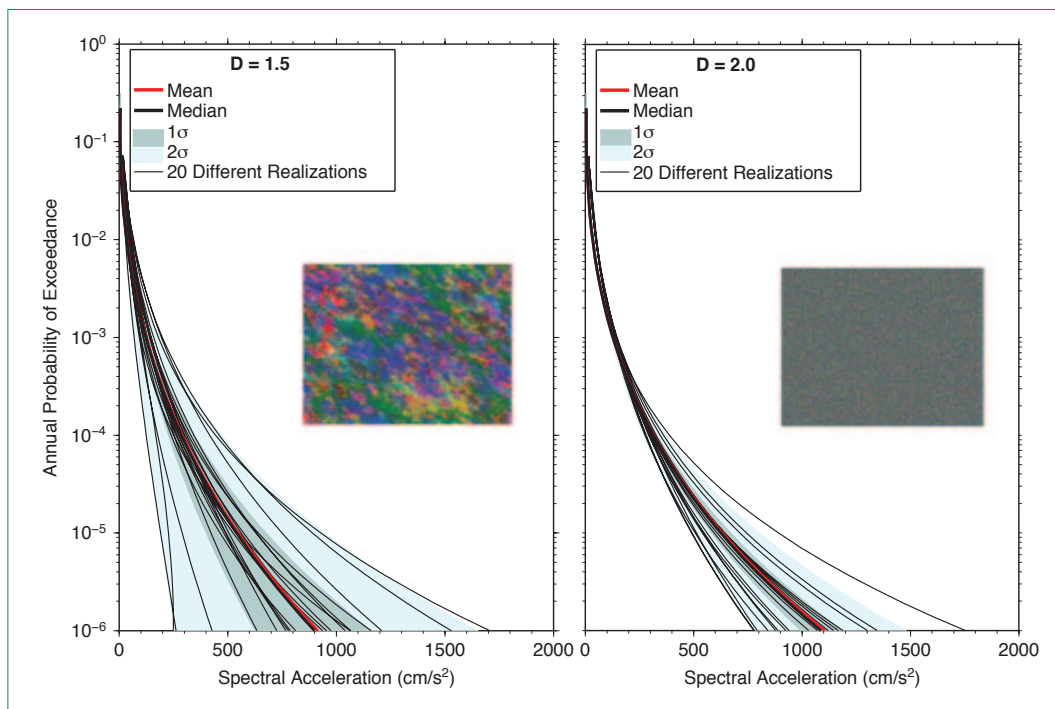 D = 1.5
Mean
Median
1σ
2σ
20 Different Realizations
Annual Probability of Exceedance
10⁰
10⁻¹
10⁻²
10⁻³
10⁻⁴
10⁻⁵
10⁻⁶
0 500 1000 1500 2000
Spectral Acceleration (cm/s²)
D = 2.0
Mean
Median
1σ
2σ
20 Different Realizations
0 500 1000 1500 2000
Spectral Acceleration (cm/s²)